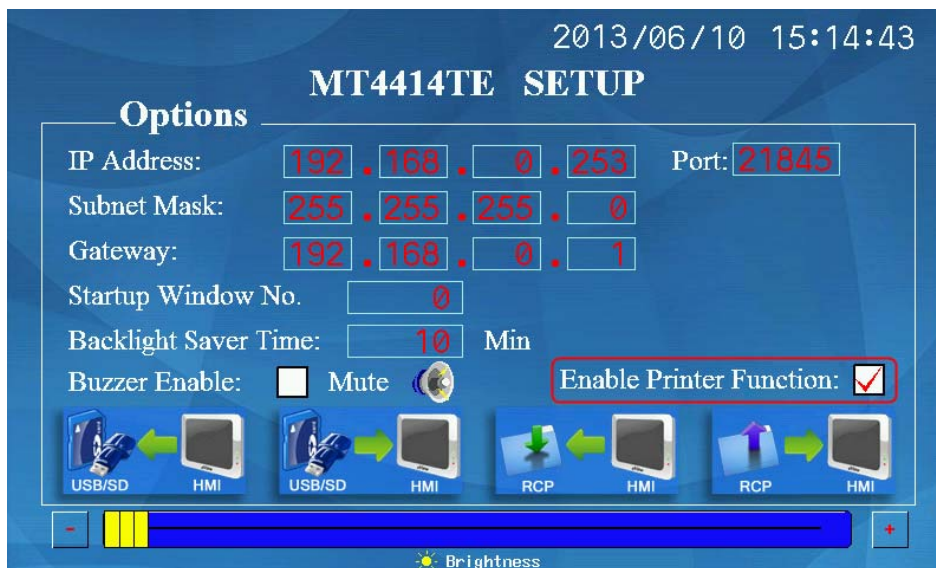 2013/06/10 15:14:43
MT4414TE SETUP
Options
IP Address: 192 . 168 . 0 . 253 Port: 21845
Subnet Mask: 255 . 255 . 255 . 0
Gateway: 192 . 168 . 0 . 1
Startup Window No. 0
Backlight Saver Time: 10 Min
Buzzer Enable: Mute Enable Printer Function:
USB/SD HMI USB/SD HMI RCP HMI RCP HMI
- +
Brightness